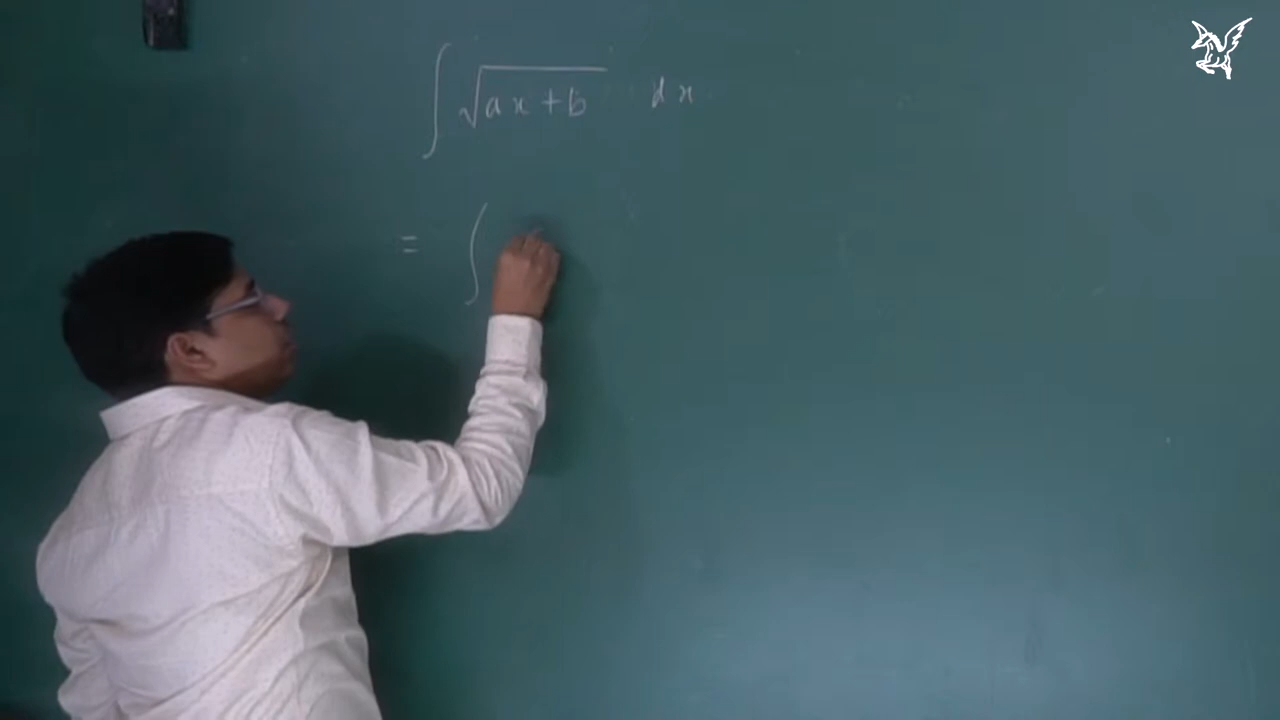 ∫ √(ax + b) dx
= ∫